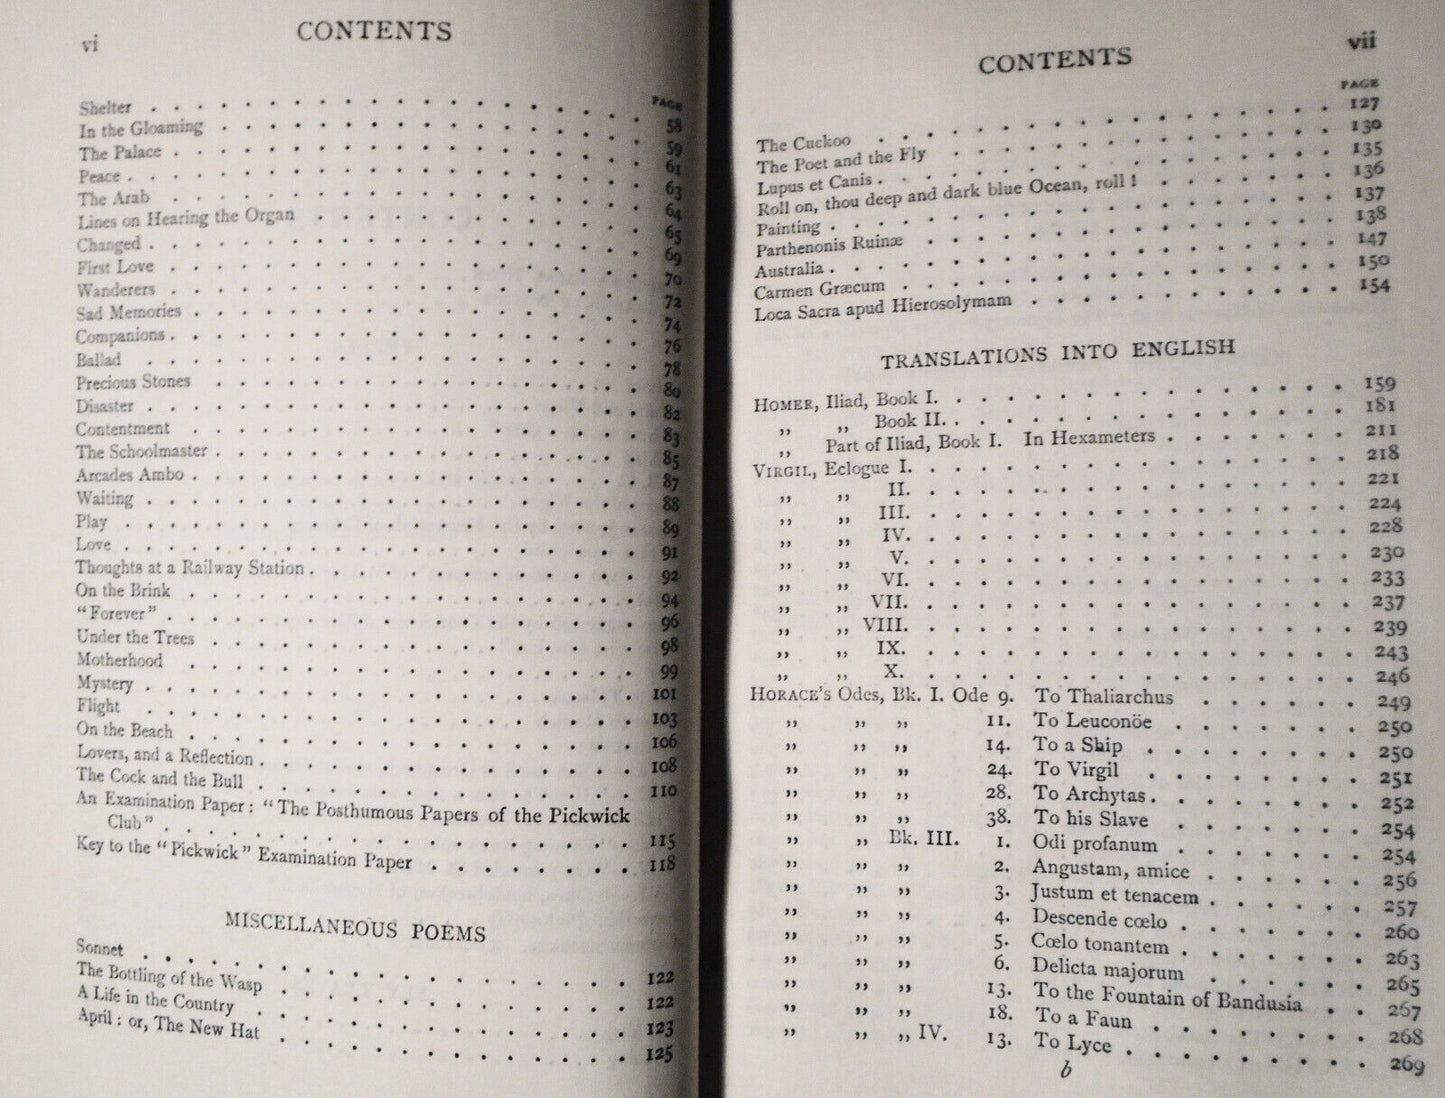 vi
CONTENTS
PAGE
Shelter . . . . . . . . . . . . . . . . . . . . 58
In the Gloaming . . . . . . . . . . . . . . . . . 59
The Palace . . . . . . . . . . . . . . . . . . . 61
Peace . . . . . . . . . . . . . . . . . . . . . 63
The Arab . . . . . . . . . . . . . . . . . . . . 64
Lines on Hearing the Organ . . . . . . . . . . . . . 65
Changed . . . . . . . . . . . . . . . . . . . . 69
First Love . . . . . . . . . . . . . . . . . . . 70
Wanderers . . . . . . . . . . . . . . . . . . . 72
Sad Memories . . . . . . . . . . . . . . . . . . 74
Companions . . . . . . . . . . . . . . . . . . . 76
Ballad . . . . . . . . . . . . . . . . . . . . 78
Precious Stones . . . . . . . . . . . . . . . . . 80
Disaster . . . . . . . . . . . . . . . . . . . . 82
Contentment . . . . . . . . . . . . . . . . . . 83
The Schoolmaster . . . . . . . . . . . . . . . . . 85
Arcades Ambo . . . . . . . . . . . . . . . . . . 87
Waiting . . . . . . . . . . . . . . . . . . . . 88
Play . . . . . . . . . . . . . . . . . . . . . 89
Love . . . . . . . . . . . . . . . . . . . . . 91
Thoughts at a Railway Station . . . . . . . . . . . . . 92
On the Brink . . . . . . . . . . . . . . . . . . 94
"Forever" . . . . . . . . . . . . . . . . . . . 96
Under the Trees . . . . . . . . . . . . . . . . . 98
Motherhood . . . . . . . . . . . . . . . . . . . 99
Mystery . . . . . . . . . . . . . . . . . . . . 101
Flight . . . . . . . . . . . . . . . . . . . . 103
On the Beach . . . . . . . . . . . . . . . . . . 106
Lovers, and a Reflection . . . . . . . . . . . . . . . 108
The Cock and the Bull . . . . . . . . . . . . . . . 110
An Examination Paper: "The Posthumous Papers of the Pickwick
Club" . . . . . . . . . . . . . . . . . . . . 115
Key to the "Pickwick" Examination Paper . . . . . . . . . 118
MISCELLANEOUS POEMS
Sonnet . . . . . . . . . . . . . . . . . . . . 122
The Bottling of the Wasp . . . . . . . . . . . . . . 122
A Life in the Country . . . . . . . . . . . . . . . 123
April: or, The New Hat . . . . . . . . . . . . . . . 125
vii
CONTENTS
PAGE
The Cuckoo . . . . . . . . . . . . . . . . . . 127
The Poet and the Fly . . . . . . . . . . . . . . . 130
Lupus et Canis . . . . . . . . . . . . . . . . . . 135
Roll on, thou deep and dark blue Ocean, roll! . . . . . . . 136
Painting . . . . . . . . . . . . . . . . . . . . 137
Parthenonis Ruinæ . . . . . . . . . . . . . . . . 138
Australia . . . . . . . . . . . . . . . . . . . . 147
Carmen Græcum . . . . . . . . . . . . . . . . . 150
Loca Sacra apud Hierosolymam . . . . . . . . . . . . 154
TRANSLATIONS INTO ENGLISH
HOMER, Iliad, Book I. . . . . . . . . . . . . . . . 159
,, ,, Book II. . . . . . . . . . . . . . . . 181
,, Part of Iliad, Book I. In Hexameters . . . . . . . 211
VIRGIL, Eclogue I. . . . . . . . . . . . . . . . . 218
,, ,, II. . . . . . . . . . . . . . . . . 221
,, ,, III. . . . . . . . . . . . . . . . . 224
,, ,, IV. . . . . . . . . . . . . . . . . 228
,, ,, V. . . . . . . . . . . . . . . . . 230
,, ,, VI. . . . . . . . . . . . . . . . . 233
,, ,, VII. . . . . . . . . . . . . . . . . 237
,, ,, VIII. . . . . . . . . . . . . . . . . 239
,, ,, IX. . . . . . . . . . . . . . . . . 243
,, ,, X. . . . . . . . . . . . . . . . . 246
HORACE'S Odes, Bk. I. Ode 9. To Thaliarchus . . . . . . 249
,, ,, ,, 11. To Leuconöe . . . . . . . 250
,, ,, ,, 14. To a Ship . . . . . . . . 250
,, ,, ,, 24. To Virgil . . . . . . . . 251
,, ,, ,, 28. To Archytas . . . . . . . . 252
,, ,, ,, 38. To his Slave . . . . . . . 254
,, ,, Bk. III. 1. Odi profanum . . . . . . . 254
,, ,, ,, 2. Angustam, amice . . . . . . 256
,, ,, ,, 3. Justum et tenacem . . . . . . 257
,, ,, ,, 4. Descende cœlo . . . . . . . 260
,, ,, ,, 5. Cœlo tonantem . . . . . . . 263
,, ,, ,, 6. Delicta majorum . . . . . . 265
,, ,, ,, 13. To the Fountain of Bandusia . . 267
,, ,, ,, 18. To a Faun . . . . . . . . 268
,, ,, ,, IV. 13. To Lyce . . . . . . . . . 269
b